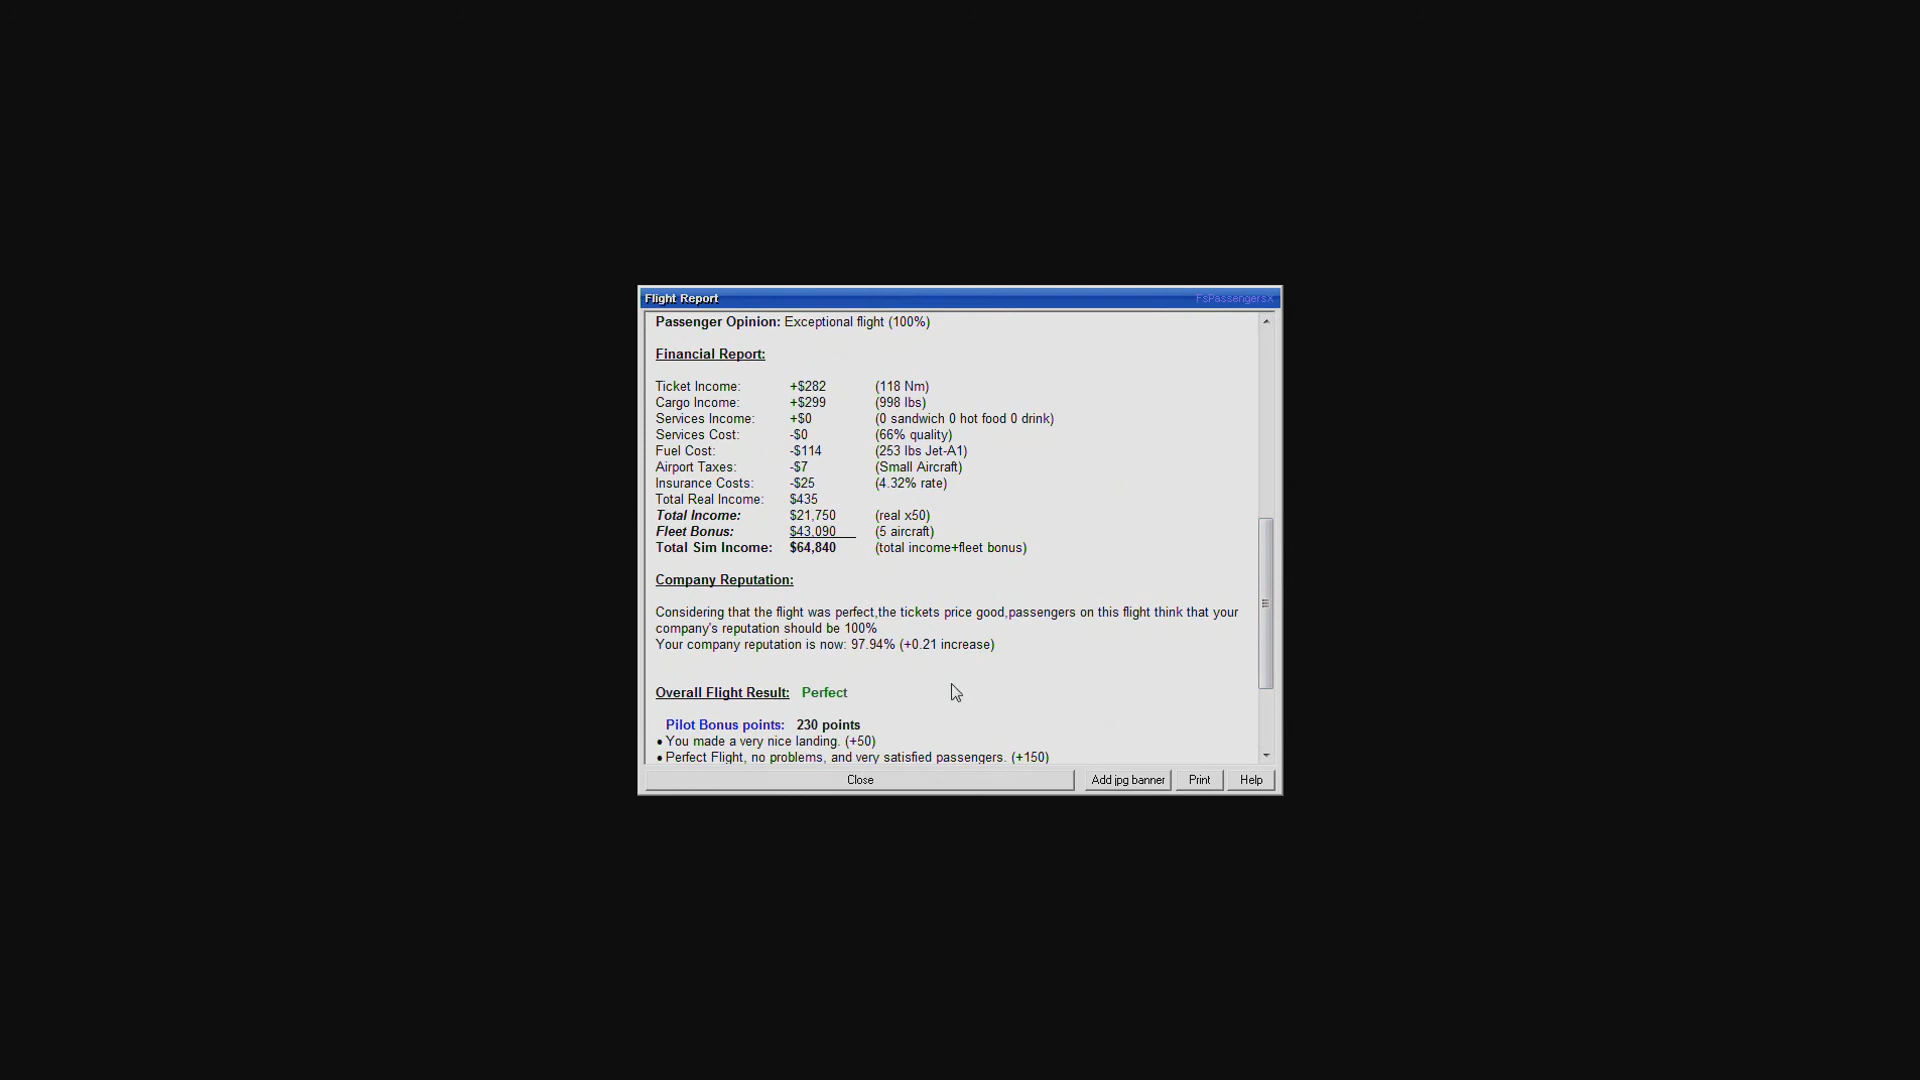 Flight Report FsPassengersX
Passenger Opinion: Exceptional flight (100%)
Financial Report:
Ticket Income: +$282 (118 Nm)
Cargo Income: +$299 (998 lbs)
Services Income: +$0 (0 sandwich 0 hot food 0 drink)
Services Cost: -$0 (66% quality)
Fuel Cost: -$114 (253 lbs Jet-A1)
Airport Taxes: -$7 (Small Aircraft)
Insurance Costs: -$25 (4.32% rate)
Total Real Income: $435
Total Income: $21,750 (real x50)
Fleet Bonus: $43,090 (5 aircraft)
Total Sim Income: $64,840 (total income+fleet bonus)
Company Reputation:
Considering that the flight was perfect,the tickets price good,passengers on this flight think that your
company's reputation should be 100%
Your company reputation is now: 97.94% (+0.21 increase)
Overall Flight Result: Perfect
Pilot Bonus points: 230 points
• You made a very nice landing. (+50)
• Perfect Flight, no problems, and very satisfied passengers. (+150)
Close Add jpg banner Print Help